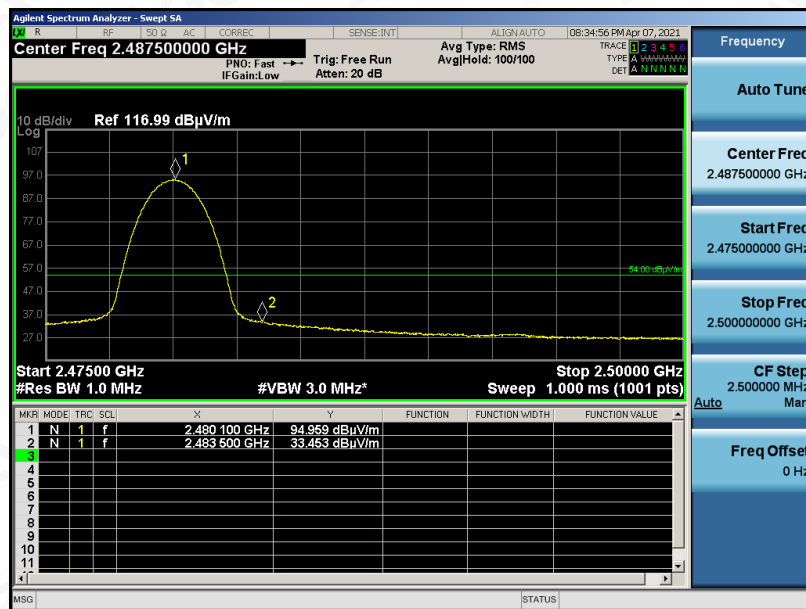 Agilent Spectrum Analyzer - Swept SA
LXI R RF 50 Ω AC CORREC SENSE:INT ALIGN AUTO 08:34:56 PM Apr 07, 2021
Center Freq 2.487500000 GHz
PNO: Fast
IFGain:Low
Trig: Free Run
Atten: 20 dB
Avg Type: RMS
Avg|Hold: 100/100
TRACE 1 2 3 4 5 6
TYPE A
DET A N N N N N
10 dB/div
Log
Ref 116.99 dBµV/m
107
97.0
87.0
77.0
67.0
57.0
47.0
37.0
27.0
1
2
54.00 dBµV/m
Start 2.47500 GHz Stop 2.50000 GHz
#Res BW 1.0 MHz #VBW 3.0 MHz* Sweep 1.000 ms (1001 pts)
MKR MODE TRC SCL X Y FUNCTION FUNCTION WIDTH FUNCTION VALUE
1 N 1 f 2.480 100 GHz 94.959 dBµV/m
2 N 1 f 2.483 500 GHz 33.453 dBµV/m
3
4
5
6
7
8
9
10
11
MSG STATUS
Frequency
Auto Tune
Center Freq
2.487500000 GHz
Start Freq
2.475000000 GHz
Stop Freq
2.500000000 GHz
CF Step
2.500000 MHz
Auto Man
Freq Offset
0 Hz